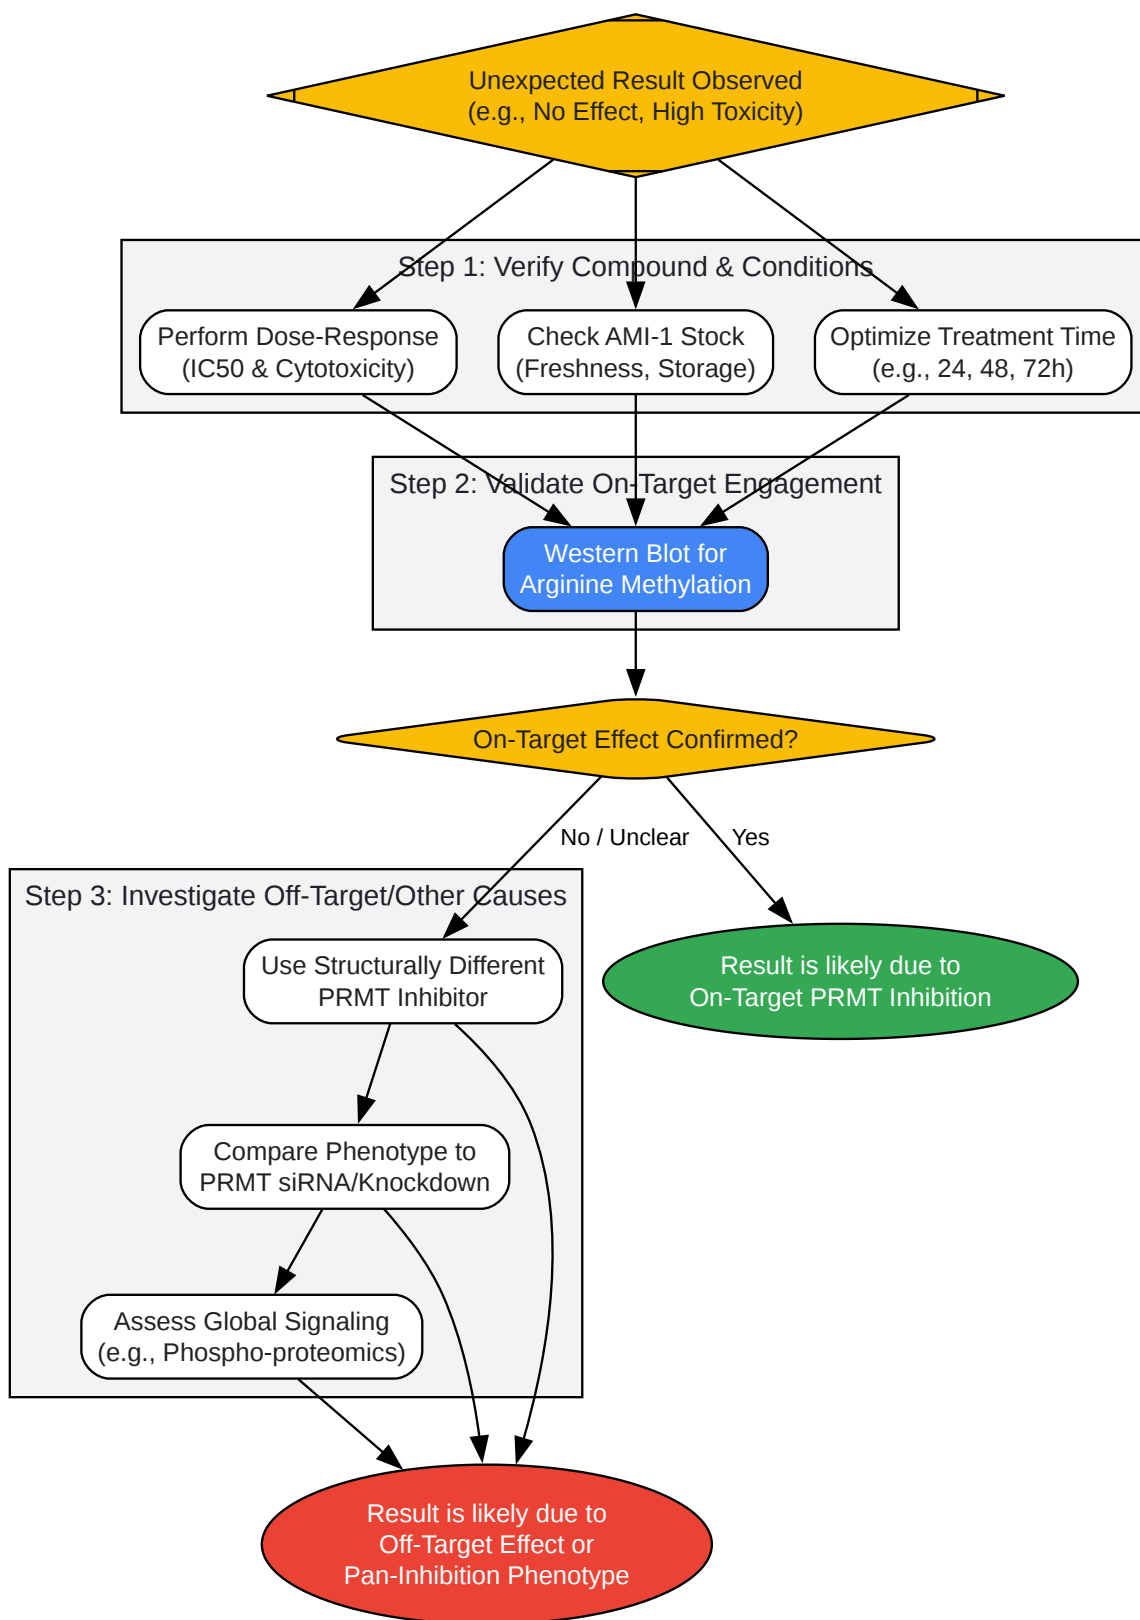 Unexpected Result Observed
(e.g., No Effect, High Toxicity)
Step 1: Verify Compound & Conditions
Perform Dose-Response
(IC50 & Cytotoxicity)
Check AMI-1 Stock
(Freshness, Storage)
Optimize Treatment Time
(e.g., 24, 48, 72h)
Step 2: Validate On-Target Engagement
Western Blot for
Arginine Methylation
On-Target Effect Confirmed?
No / Unclear
Yes
Step 3: Investigate Off-Target/Other Causes
Use Structurally Different
PRMT Inhibitor
Result is likely due to
On-Target PRMT Inhibition
Compare Phenotype to
PRMT siRNA/Knockdown
Assess Global Signaling
(e.g., Phospho-proteomics)
Result is likely due to
Off-Target Effect or
Pan-Inhibition Phenotype